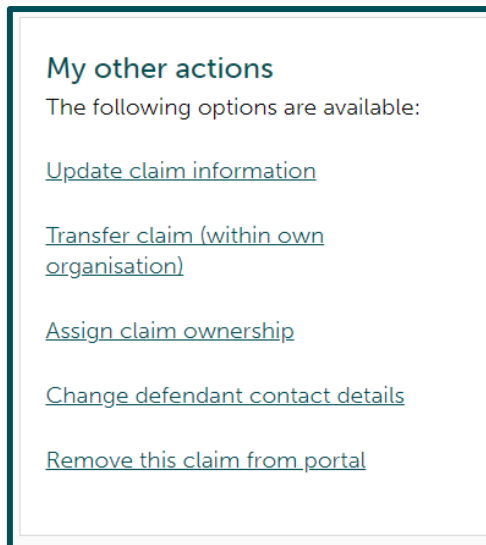 My other actions
The following options are available:
Update claim information
Transfer claim (within own
organisation)
Assign claim ownership
Change defendant contact details
Remove this claim from portal